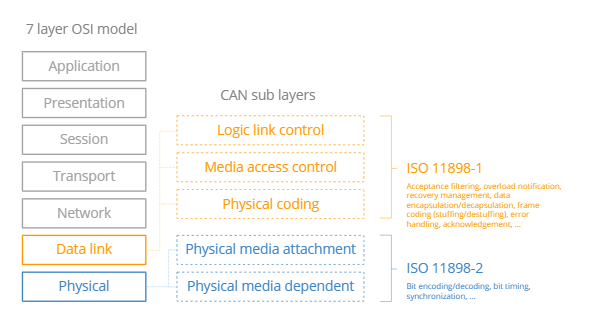 7 layer OSI model
Application
Presentation
Session
Transport
Network
Data link
Physical
CAN sub layers
Logic link control
Media access control
Physical coding
Physical media attachment
Physical media dependent
ISO 11898-1
Acceptance filtering, overload notification,
recovery management, data
encapsulation/decapsulation, frame
coding (stuffing/destuffing), error
handling, acknowledgement, ...
ISO 11898-2
Bit encoding/decoding, bit timing,
synchronization, ...